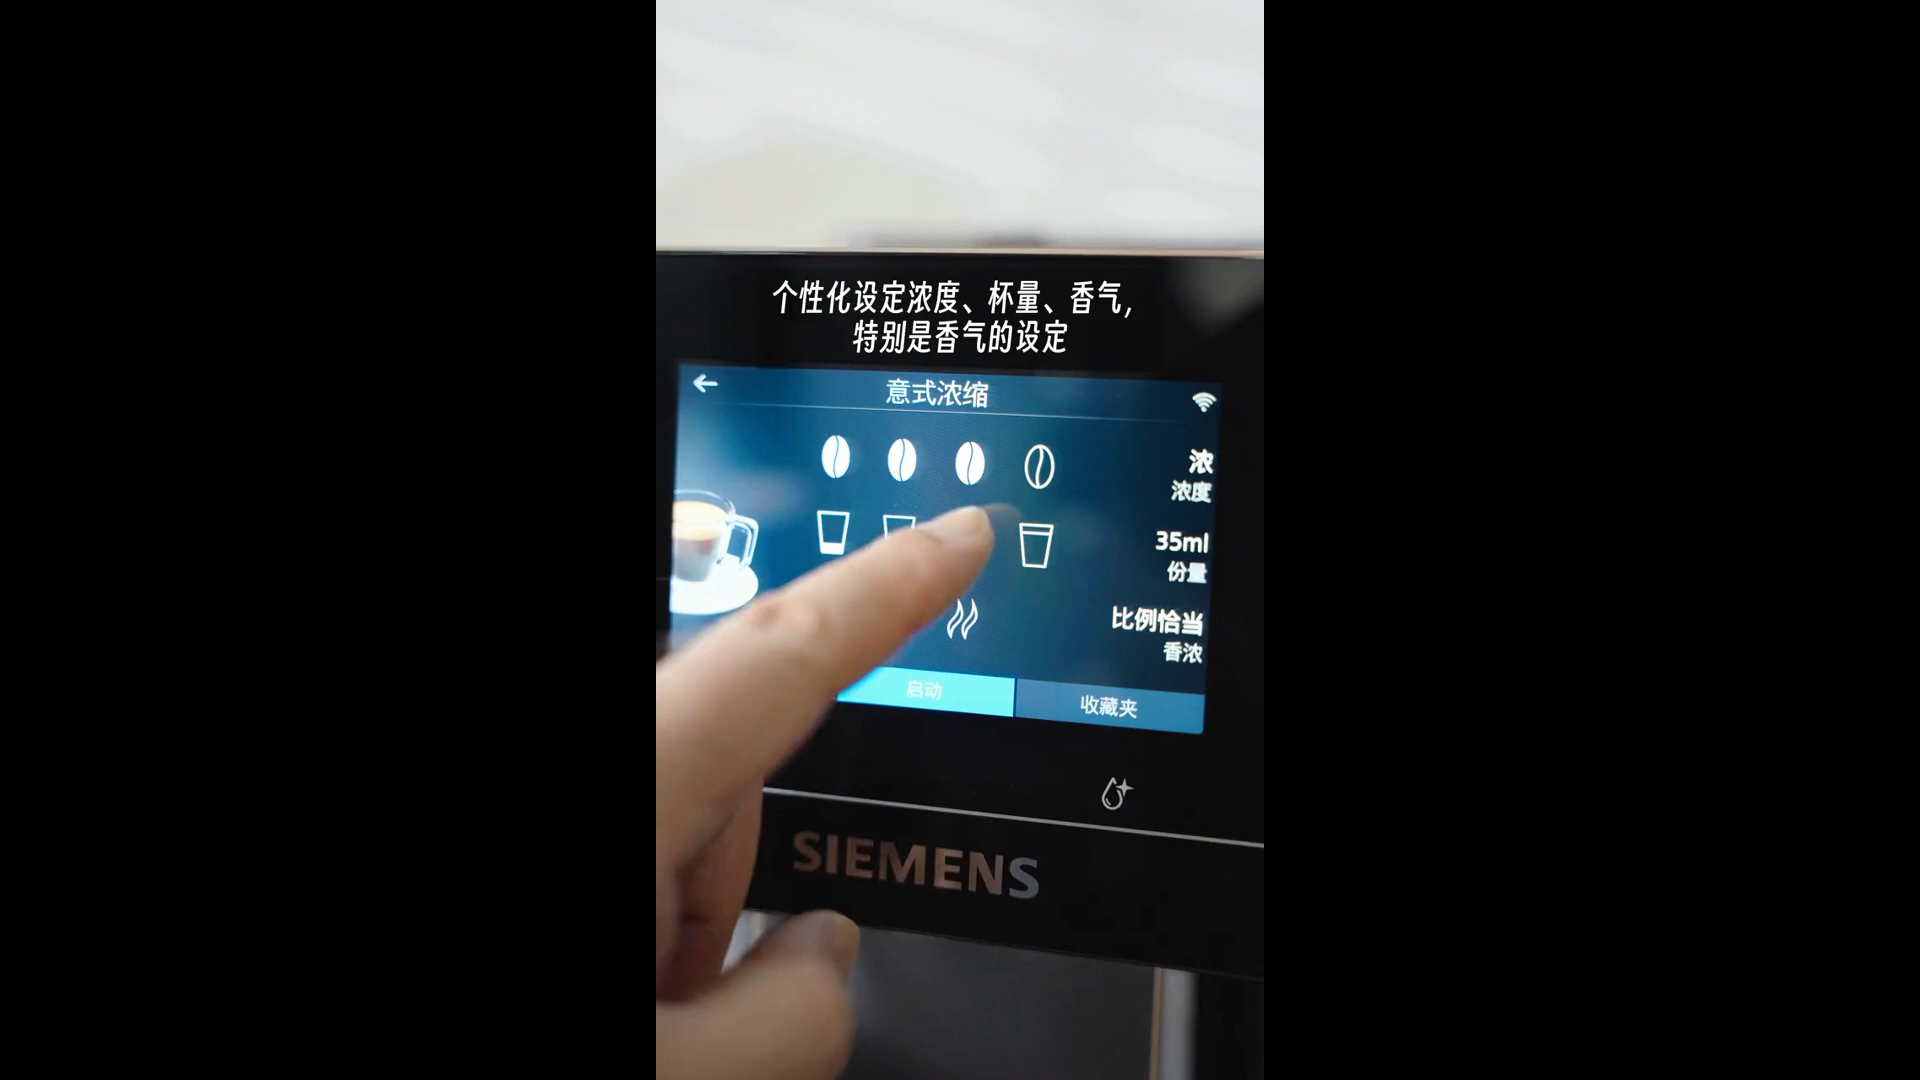 个性化设定浓度、杯量、香气，
特别是香气的设定
意式浓缩
浓
浓度
35ml
份量
比例恰当
香浓
启动
收藏夹
SIEMENS